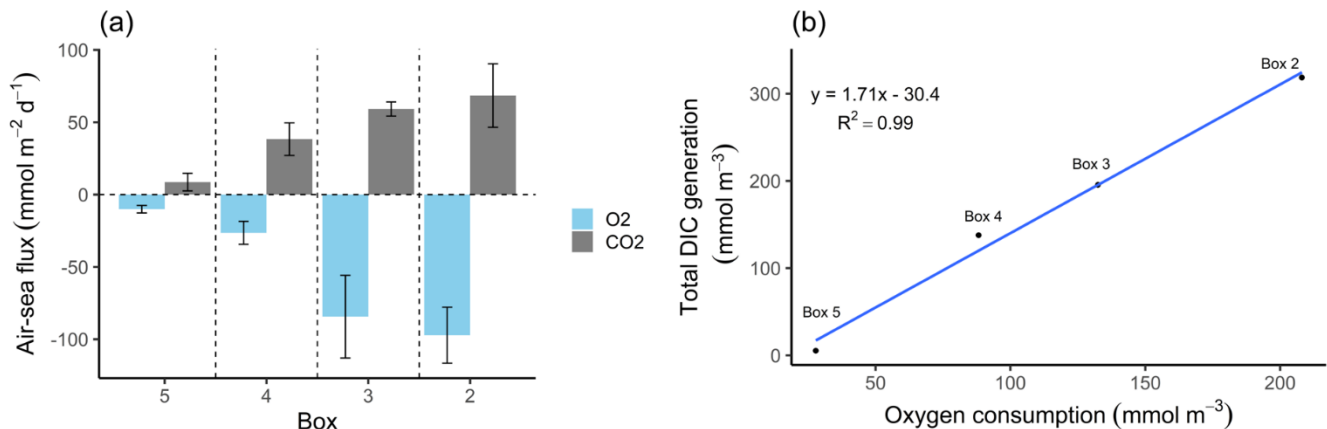 (a)
Air-sea flux (mmol m⁻² d⁻¹)
100
50
0
-50
-100
5
4
3
2
Box
O2
CO2
(b)
Total DIC generation
(mmol m⁻³)
300
200
100
0
y = 1.71x - 30.4
R² = 0.99
Box 2
Box 3
Box 4
Box 5
50
100
150
200
Oxygen consumption (mmol m⁻³)